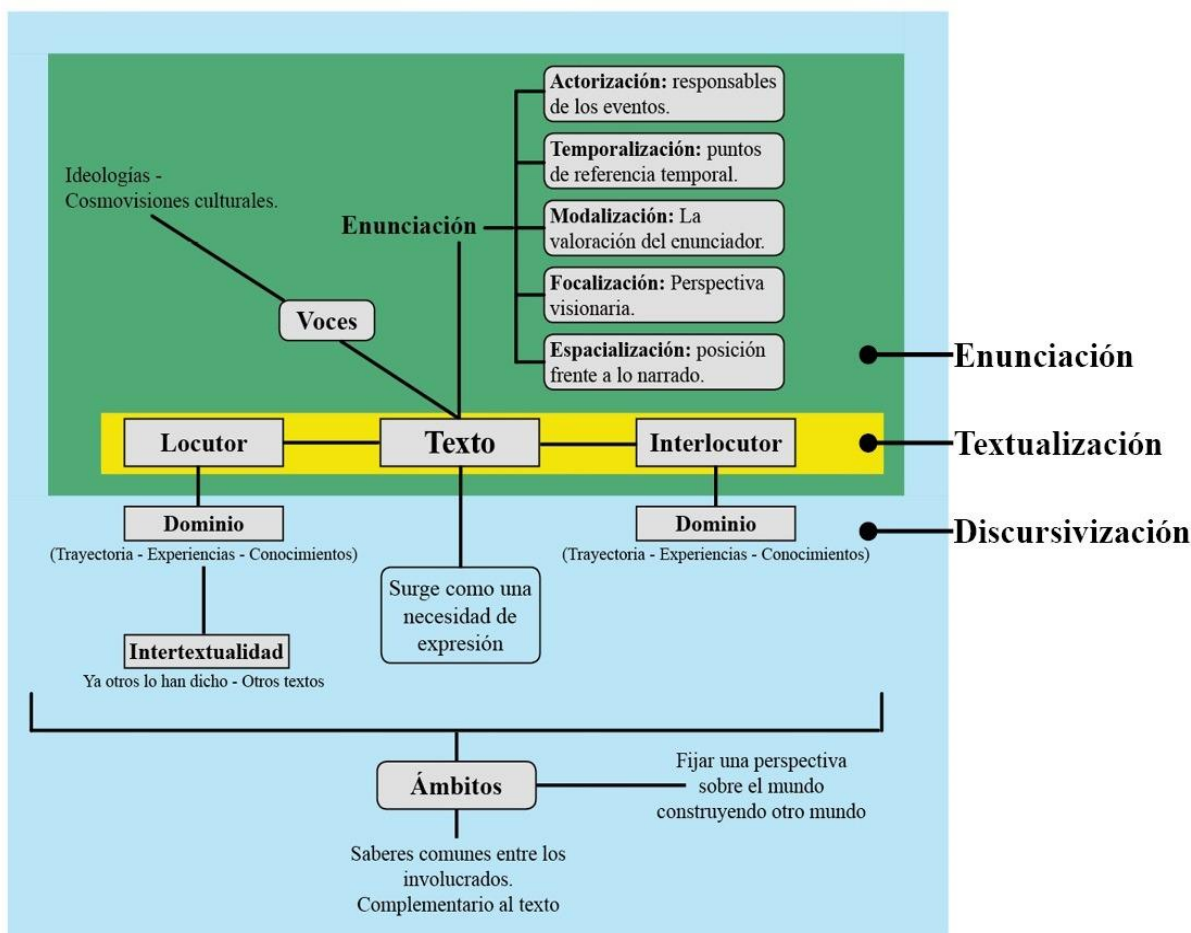 Actorización: responsables
de los eventos.
Temporalización: puntos
de referencia temporal.
Ideologías -
Cosmovisiones culturales.
Enunciación
Modalización: La
valoración del enunciador.
Focalización: Perspectiva
visionaria.
Voces
Espacialización: posición
frente a lo narrado.
Enunciación
Locutor
Texto
Interlocutor
Textualización
Dominio
(Trayectoria - Experiencias - Conocimientos)
Dominio
(Trayectoria - Experiencias - Conocimientos)
Discursivización
Surge como una
necesidad de
expresión
Intertextualidad
Ya otros lo han dicho - Otros textos
Ámbitos
Fijar una perspectiva
sobre el mundo
construyendo otro mundo
Saberes comunes entre los
involucrados.
Complementario al texto